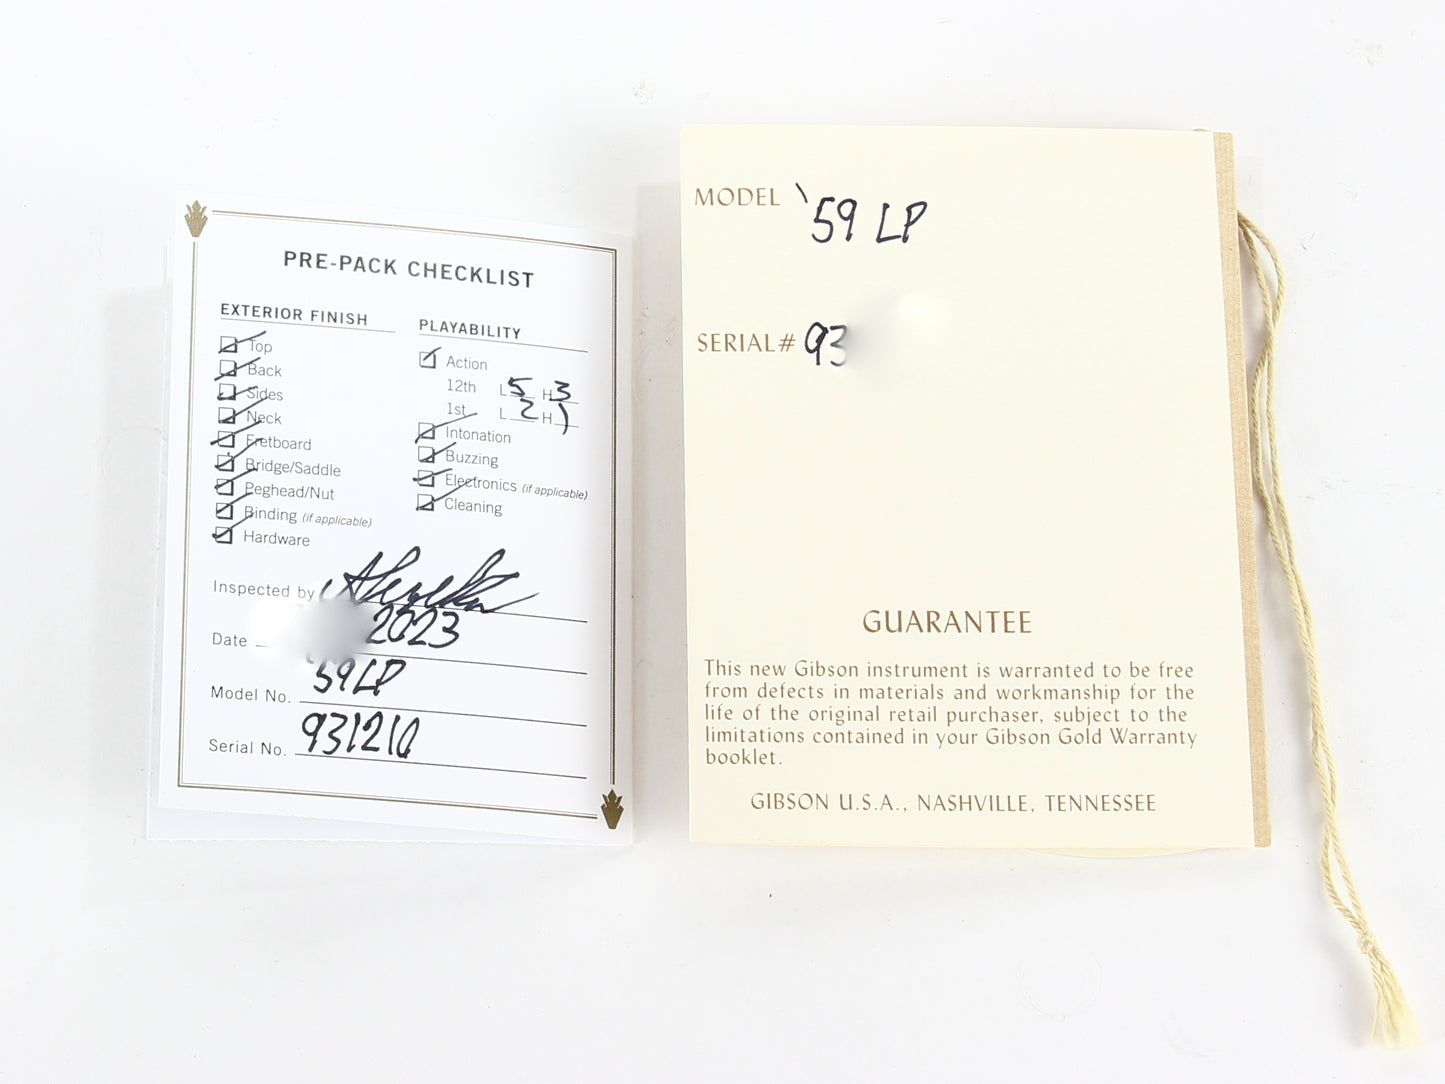 PRE-PACK CHECKLIST
EXTERIOR FINISH
Top
Back
Sides
Neck
Fretboard
Bridge/Saddle
Peghead/Nut
Binding (if applicable)
Hardware
PLAYABILITY
Action
12th L 5 H 3
1st L 2 H 1
Intonation
Buzzing
Electronics (if applicable)
Cleaning
Inspected by
Date 2023
Model No. '59 LP
Serial No. 931210
MODEL '59 LP
SERIAL# 93
GUARANTEE
This new Gibson instrument is warranted to be free
from defects in materials and workmanship for the
life of the original retail purchaser, subject to the
limitations contained in your Gibson Gold Warranty
booklet.
GIBSON U.S.A., NASHVILLE, TENNESSEE